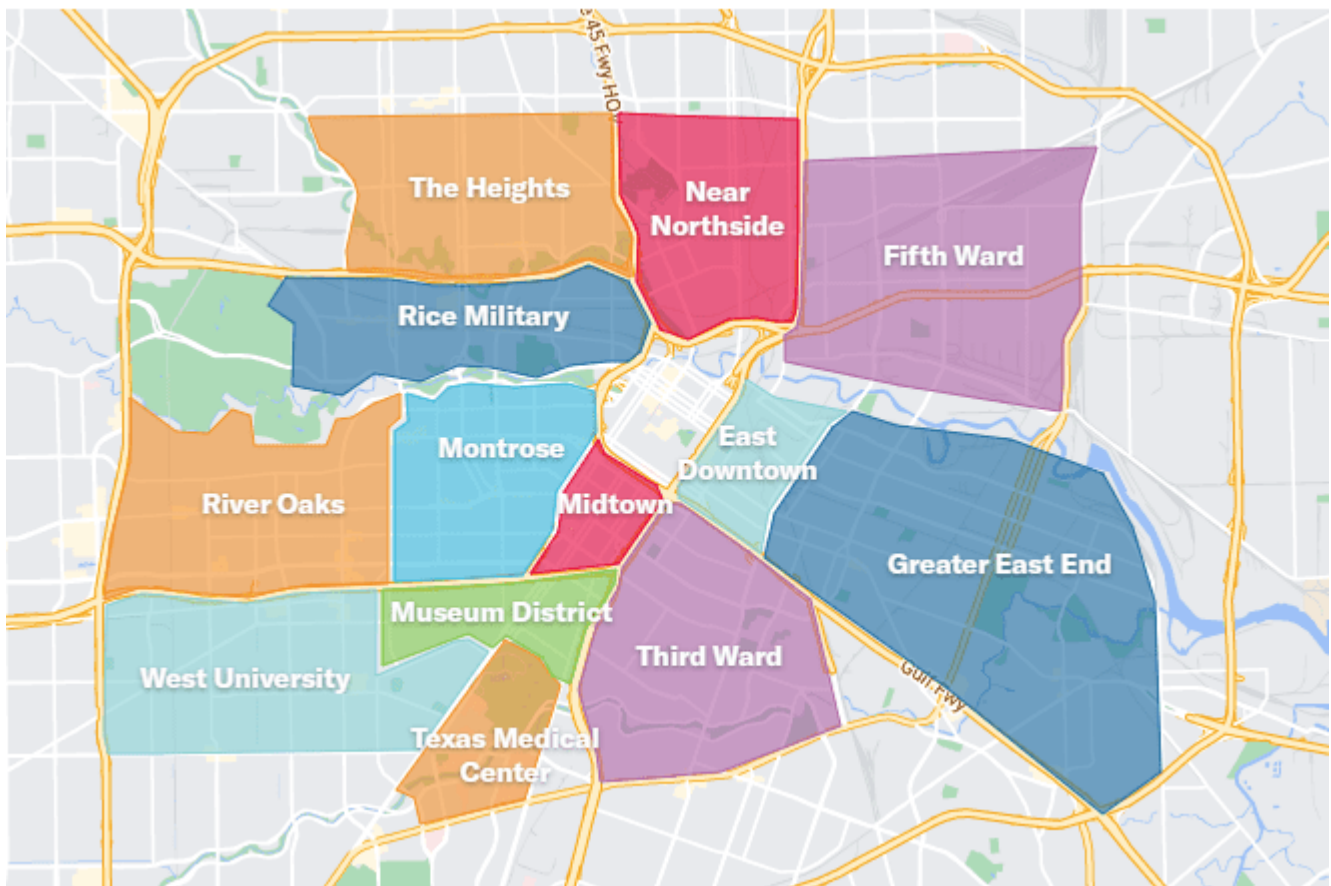 e 45 Fwy HO
The Heights
Near
Northside
Fifth Ward
Rice Military
East
Downtown
Montrose
Midtown
River Oaks
Greater East End
Museum District
Third Ward
West University
Gulf Fwy
Texas Medical
Center